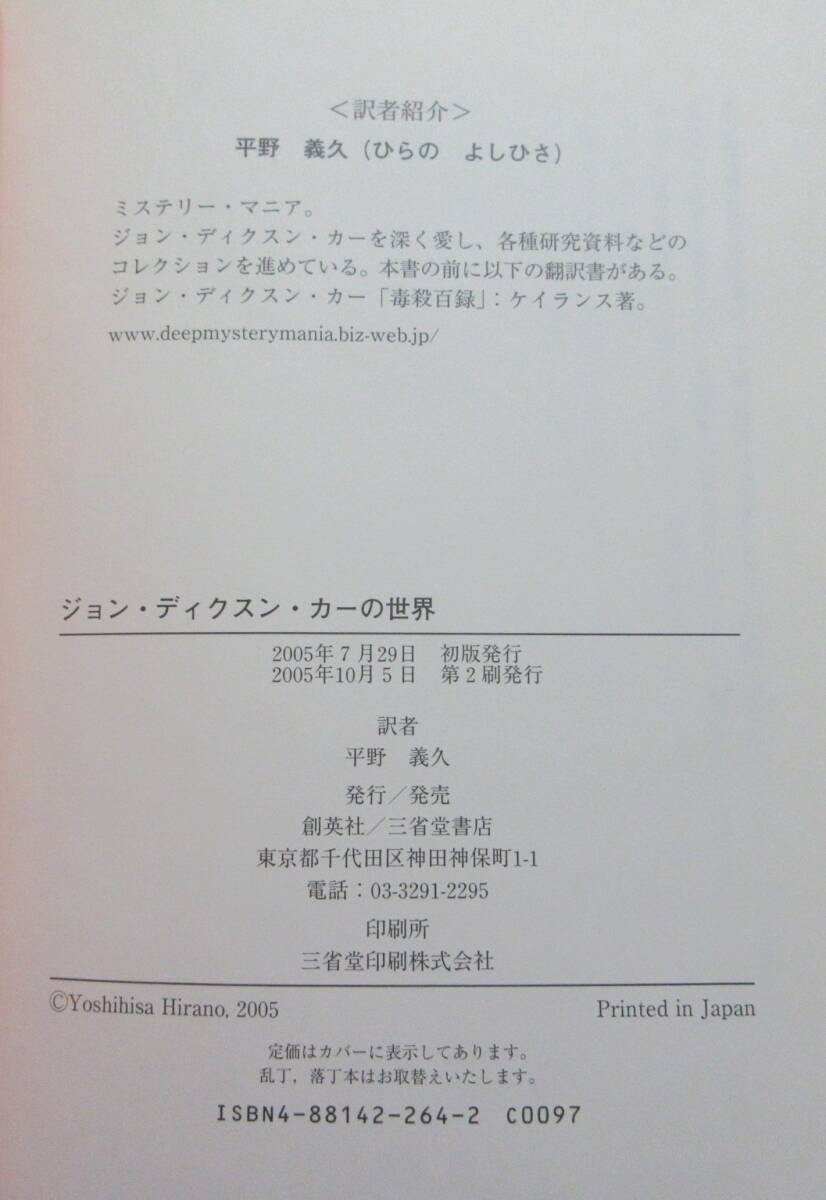 ＜訳者紹介＞
平野　義久（ひらの　よしひさ）
ミステリー・マニア。
ジョン・ディクスン・カーを深く愛し、各種研究資料などの
コレクションを進めている。本書の前に以下の翻訳書がある。
ジョン・ディクスン・カー「毒殺百録」：ケイランス著。
www.deepmysterymania.biz-web.jp/
ジョン・ディクスン・カーの世界
2005年７月29日　初版発行
2005年10月５日　第２刷発行
訳者
平野　義久
発行／発売
創英社／三省堂書店
東京都千代田区神田神保町1-1
電話：03-3291-2295
印刷所
三省堂印刷株式会社
©Yoshihisa Hirano, 2005　Printed in Japan
定価はカバーに表示してあります。
乱丁，落丁本はお取替えいたします。
ISBN4-88142-264-2 C0097